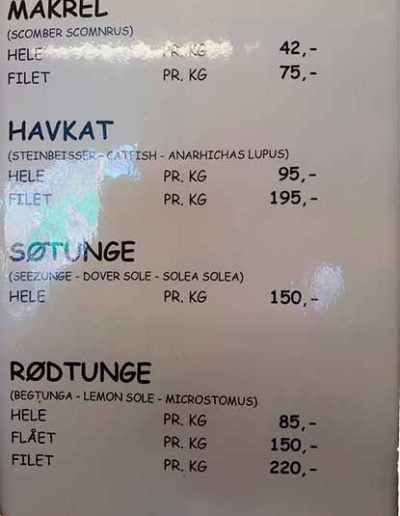 MAKREL
(SCOMBER SCOMNRUS)
HELE PR. KG 42,-
FILET PR. KG 75,-
HAVKAT
(STEINBEISSER - CATFISH - ANARHICHAS LUPUS)
HELE PR. KG 95,-
FILET PR. KG 195,-
SØTUNGE
(SEEZUNGE - DOVER SOLE - SOLEA SOLEA)
HELE PR. KG 150,-
RØDTUNGE
(BEGTUNGA - LEMON SOLE - MICROSTOMUS)
HELE PR. KG 85,-
FLÅET PR. KG 150,-
FILET PR. KG 220,-